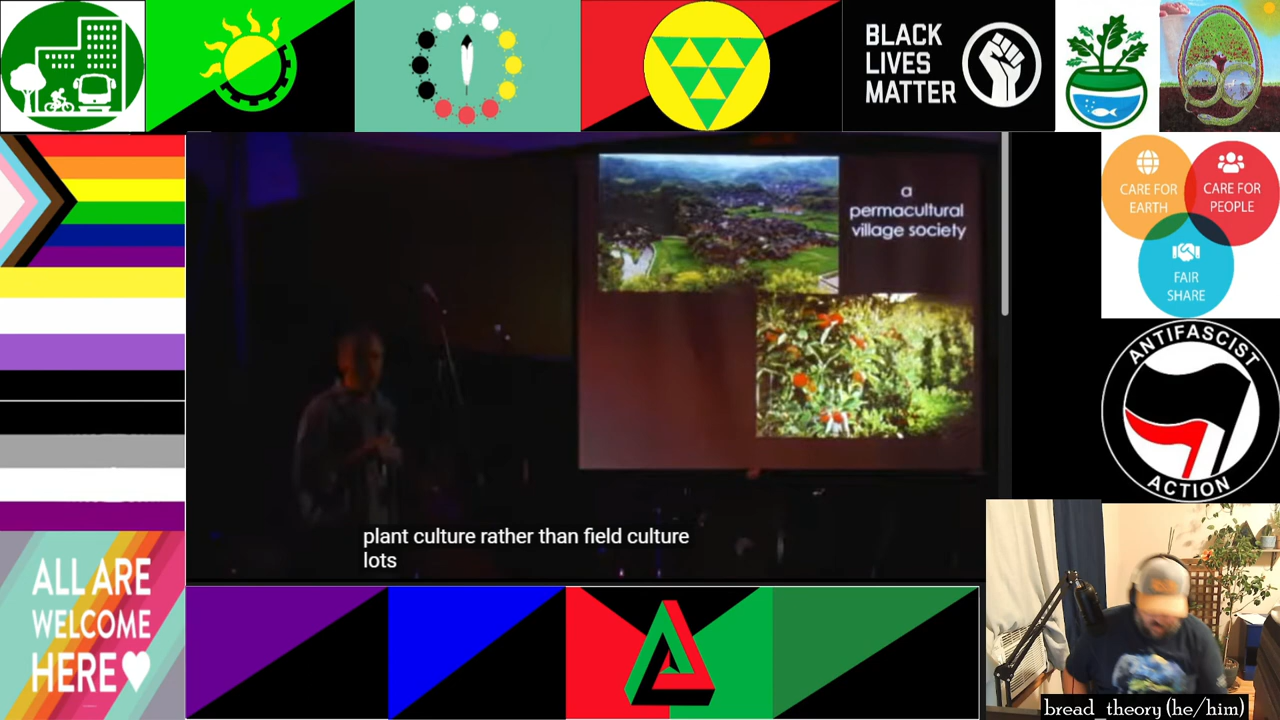 BLACK
LIVES
MATTER
a
permacultural
village society
CARE FOR
EARTH
CARE FOR
PEOPLE
FAIR
SHARE
ANTIFASCIST
ACTION
plant culture rather than field culture
lots
ALL ARE
WELCOME
HERE
bread_theory (he/him)